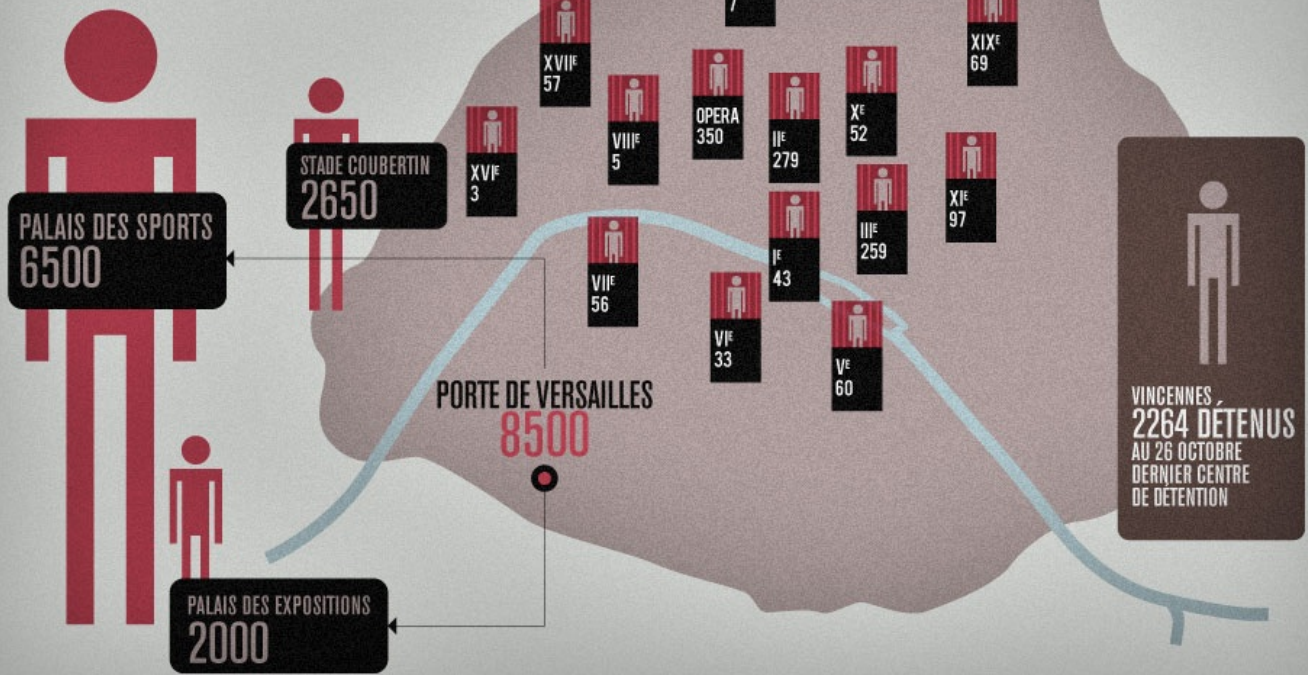 7
XVIIE
57
XIXE
69
VIIIE
5
OPERA
350
IIE
279
XE
52
XVIE
3
STADE COUBERTIN
2650
XIE
97
PALAIS DES SPORTS
6500
IIIE
259
IE
43
VIIE
56
VIE
33
VE
60
PORTE DE VERSAILLES
8500
VINCENNES
2264 DÉTENUS
AU 26 OCTOBRE
DERNIER CENTRE
DE DÉTENTION
PALAIS DES EXPOSITIONS
2000